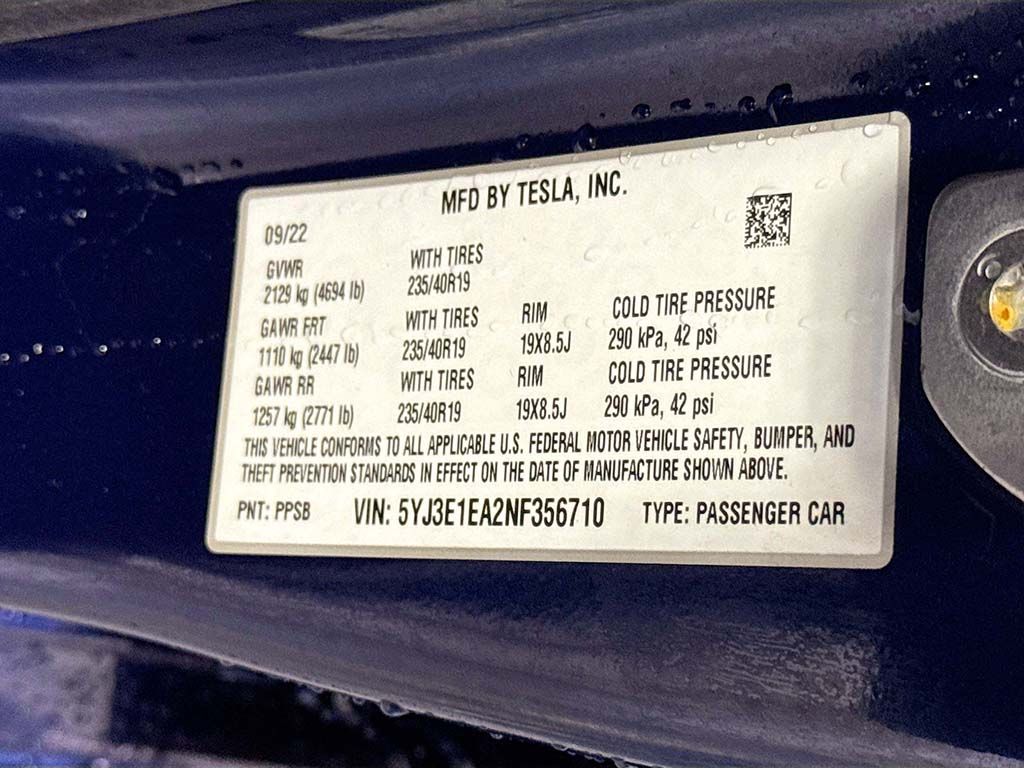 MFD BY TESLA, INC.
09/22
GVWR WITH TIRES
2129 kg (4694 lb) 235/40R19
GAWR FRT WITH TIRES RIM COLD TIRE PRESSURE
1110 kg (2447 lb) 235/40R19 19X8.5J 290 kPa, 42 psi
GAWR RR WITH TIRES RIM COLD TIRE PRESSURE
1257 kg (2771 lb) 235/40R19 19X8.5J 290 kPa, 42 psi
THIS VEHICLE CONFORMS TO ALL APPLICABLE U.S. FEDERAL MOTOR VEHICLE SAFETY, BUMPER, AND
THEFT PREVENTION STANDARDS IN EFFECT ON THE DATE OF MANUFACTURE SHOWN ABOVE.
PNT: PPSB VIN: 5YJ3E1EA2NF356710 TYPE: PASSENGER CAR